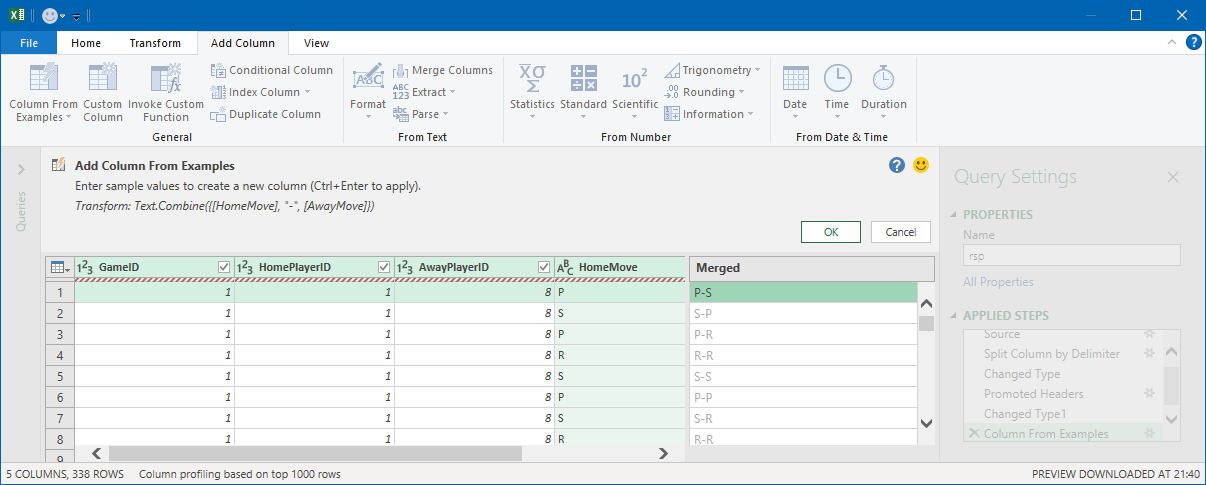 File Home Transform Add Column View
Column From Examples
Custom Column
Invoke Custom Function
Conditional Column
Index Column
Duplicate Column
General
Format
Merge Columns
Extract
Parse
From Text
Statistics
Standard
Scientific
Trigonometry
Rounding
Information
From Number
Date
Time
Duration
From Date & Time
Queries
Add Column From Examples
Enter sample values to create a new column (Ctrl+Enter to apply).
Transform: Text.Combine({[HomeMove], "-", [AwayMove]})
OK Cancel
GameID HomePlayerID AwayPlayerID HomeMove Merged
1 1 1 8 P P-S
2 1 1 8 S S-P
3 1 1 8 P P-R
4 1 1 8 R R-R
5 1 1 8 S S-S
6 1 1 8 P P-P
7 1 1 8 S S-R
8 1 1 8 R R-R
9
Query Settings
PROPERTIES
Name
rsp
All Properties
APPLIED STEPS
Source
Split Column by Delimiter
Changed Type
Promoted Headers
Changed Type1
Column From Examples
5 COLUMNS, 338 ROWS Column profiling based on top 1000 rows PREVIEW DOWNLOADED AT 21:40